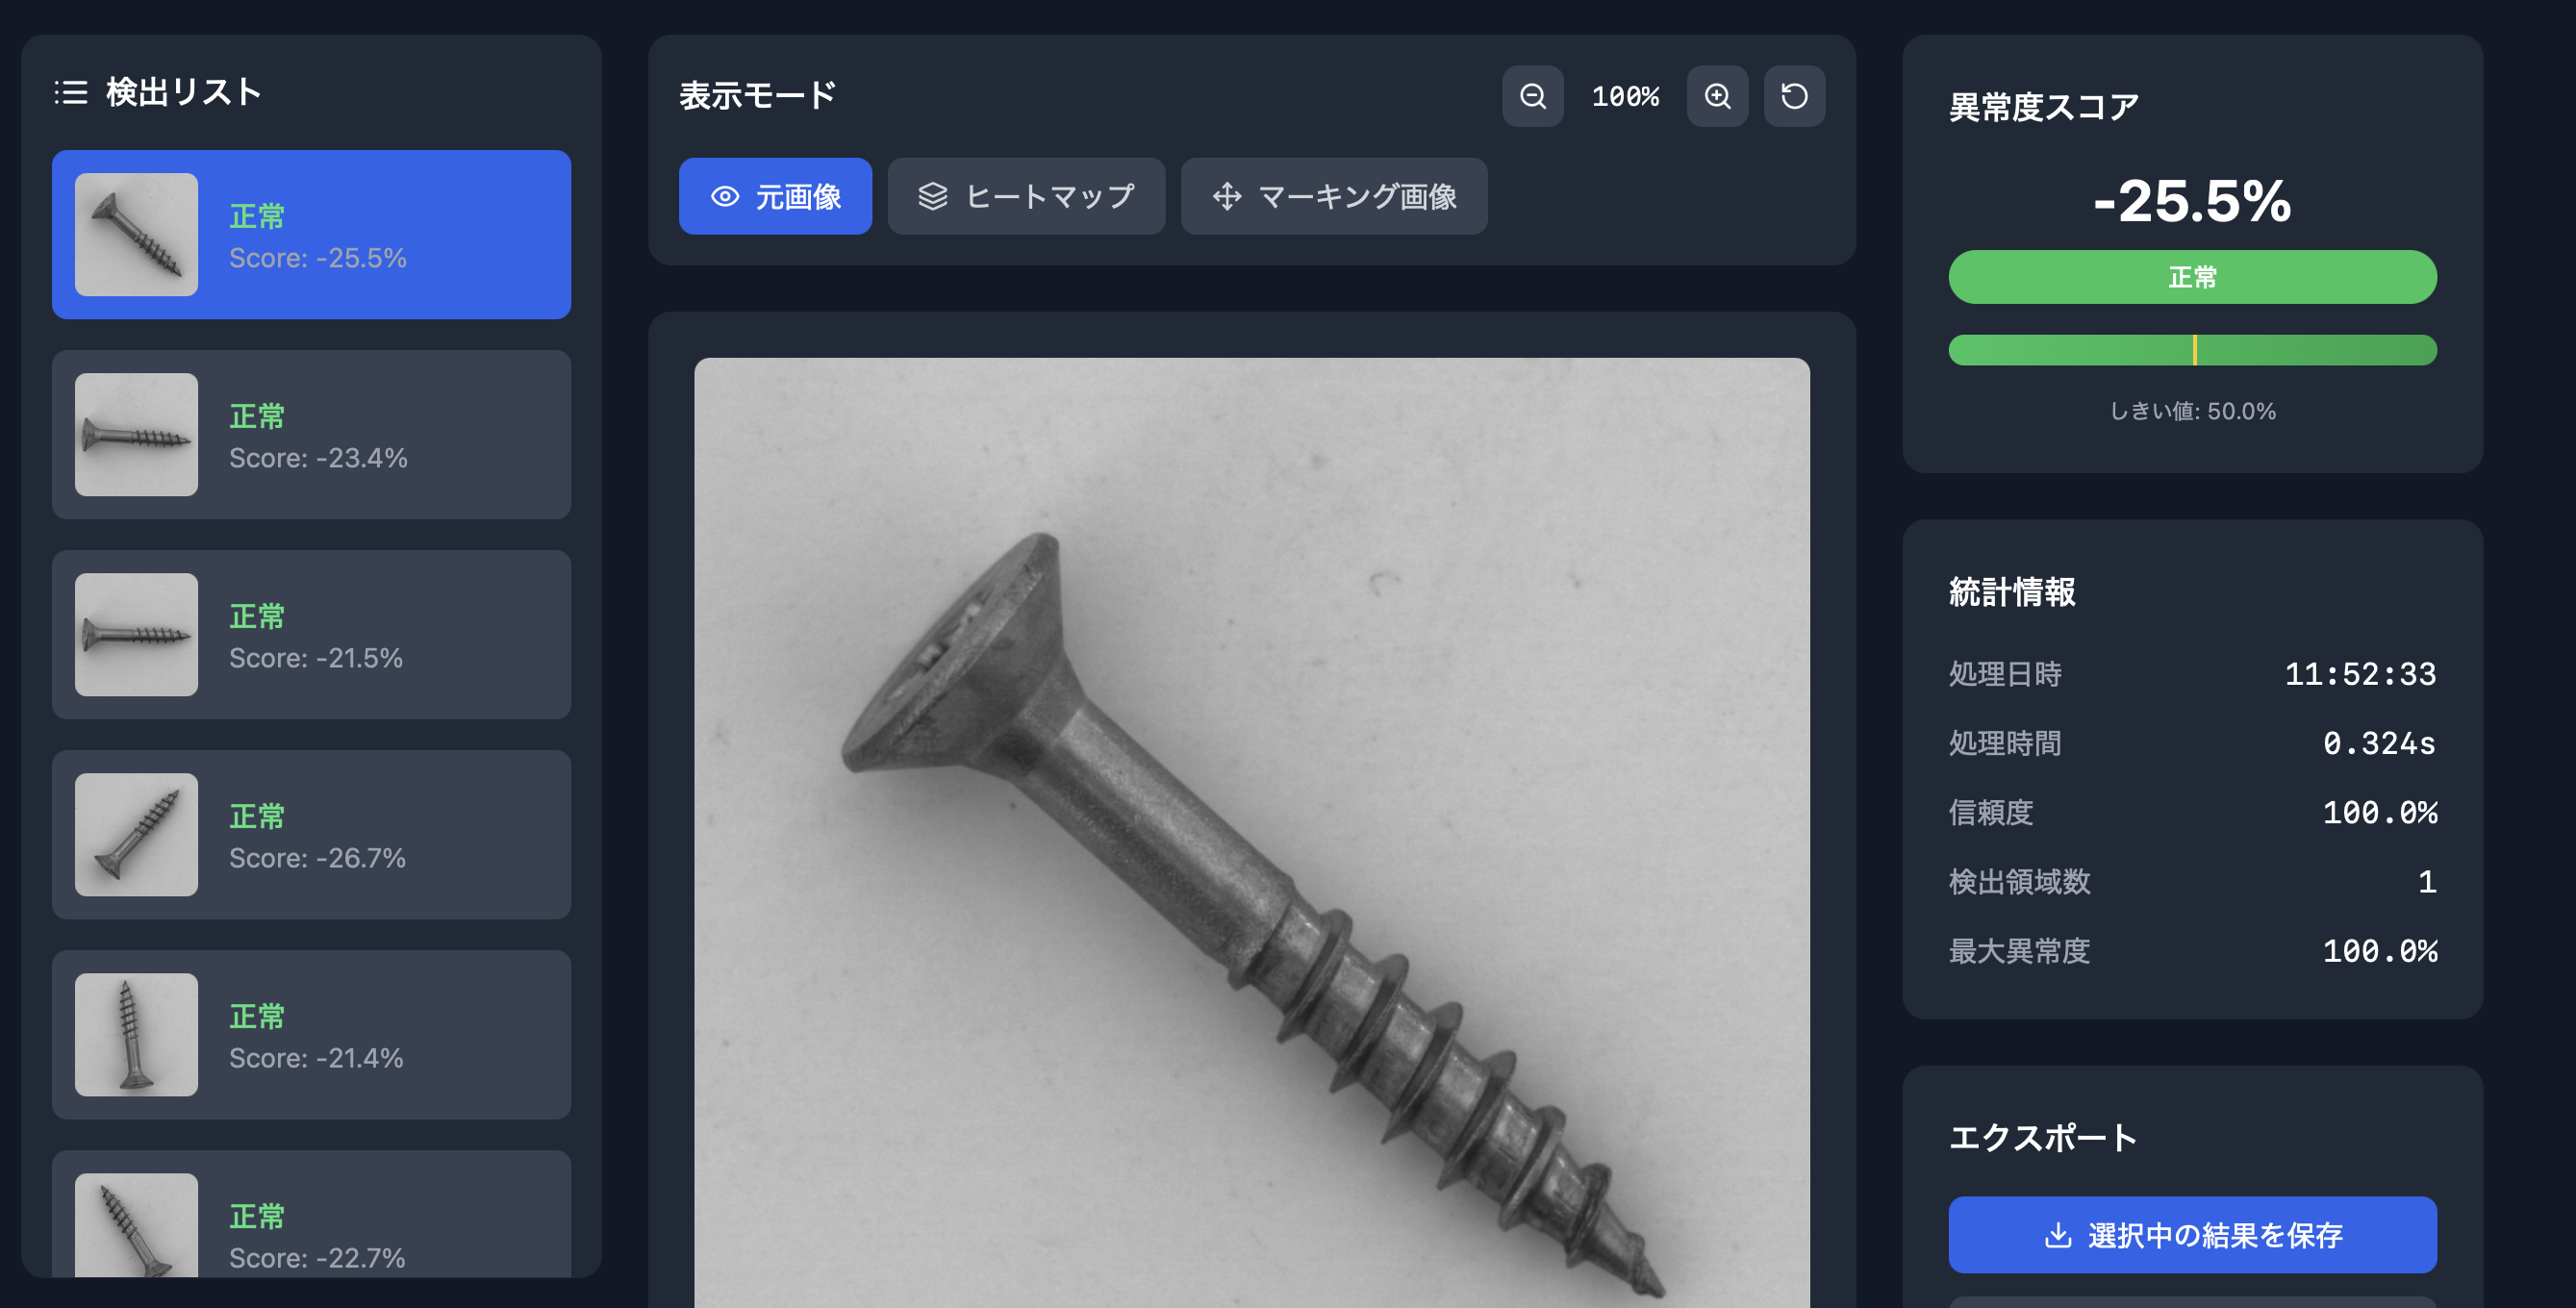 検出リスト
正常
Score: -25.5%
正常
Score: -23.4%
正常
Score: -21.5%
正常
Score: -26.7%
正常
Score: -21.4%
正常
Score: -22.7%
表示モード
100%
元画像
ヒートマップ
マーキング画像
異常度スコア
-25.5%
正常
しきい値: 50.0%
統計情報
処理日時 11:52:33
処理時間 0.324s
信頼度 100.0%
検出領域数 1
最大異常度 100.0%
エクスポート
選択中の結果を保存